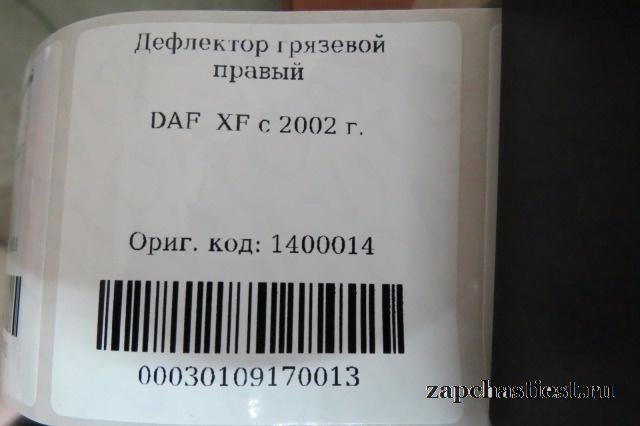 Дефлектор грязевой
правый
DAF XF с 2002 г.
Ориг. код: 1400014
00030109170013
zapchastiest.ru